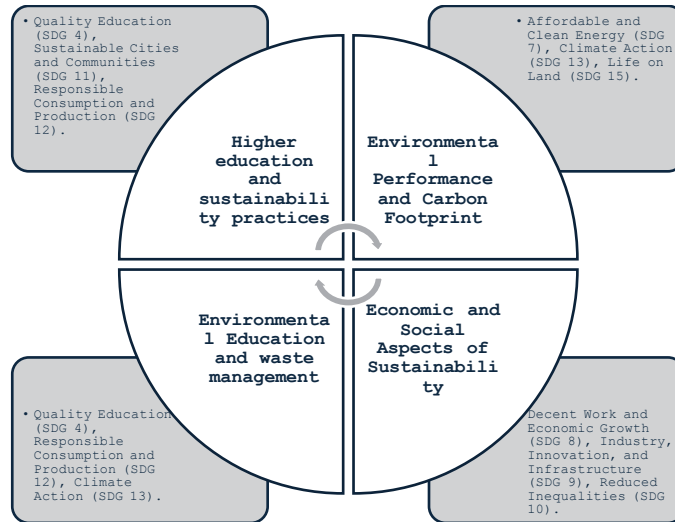 • Quality Education
(SDG 4),
Sustainable Cities
and Communities
(SDG 11),
Responsible
Consumption and
Production (SDG
12).
• Affordable and
Clean Energy (SDG
7), Climate Action
(SDG 13), Life on
Land (SDG 15).
Higher
education
and
sustainabili
ty practices
Environmenta
l
Performance
and Carbon
Footprint
Environmenta
l Education
and waste
management
Economic and
Social
Aspects of
Sustainabili
ty
• Quality Education
(SDG 4),
Responsible
Consumption and
Production (SDG
12), Climate
Action (SDG 13).
Decent Work and
Economic Growth
(SDG 8), Industry,
Innovation, and
Infrastructure
(SDG 9), Reduced
Inequalities (SDG
10).